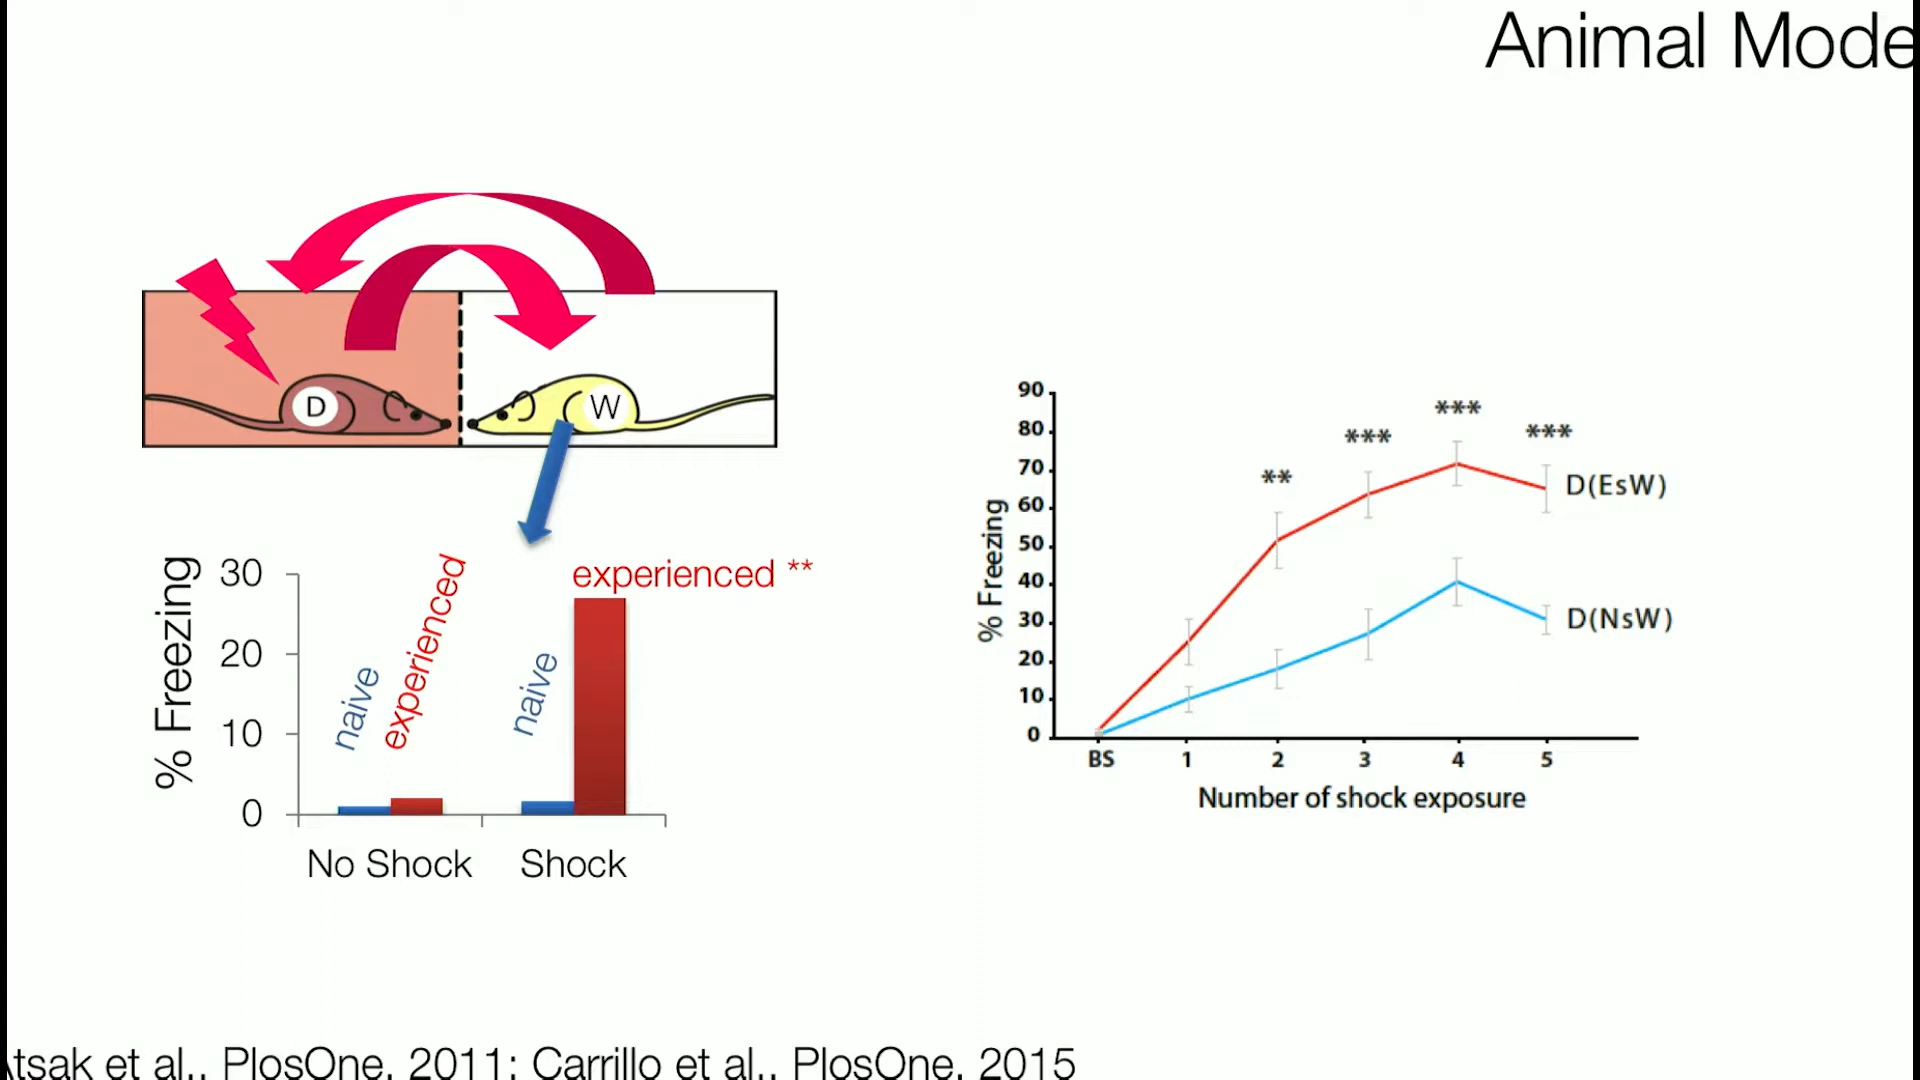 Animal Mode
D
W
% Freezing
30
20
10
0
naive
experienced
naive
experienced **
No Shock
Shock
% Freezing
90
80
70
60
50
40
30
20
10
0
**
***
***
***
D(EsW)
D(NsW)
BS 1 2 3 4 5
Number of shock exposure
tsak et al., PlosOne, 2011; Carrillo et al., PlosOne, 2015